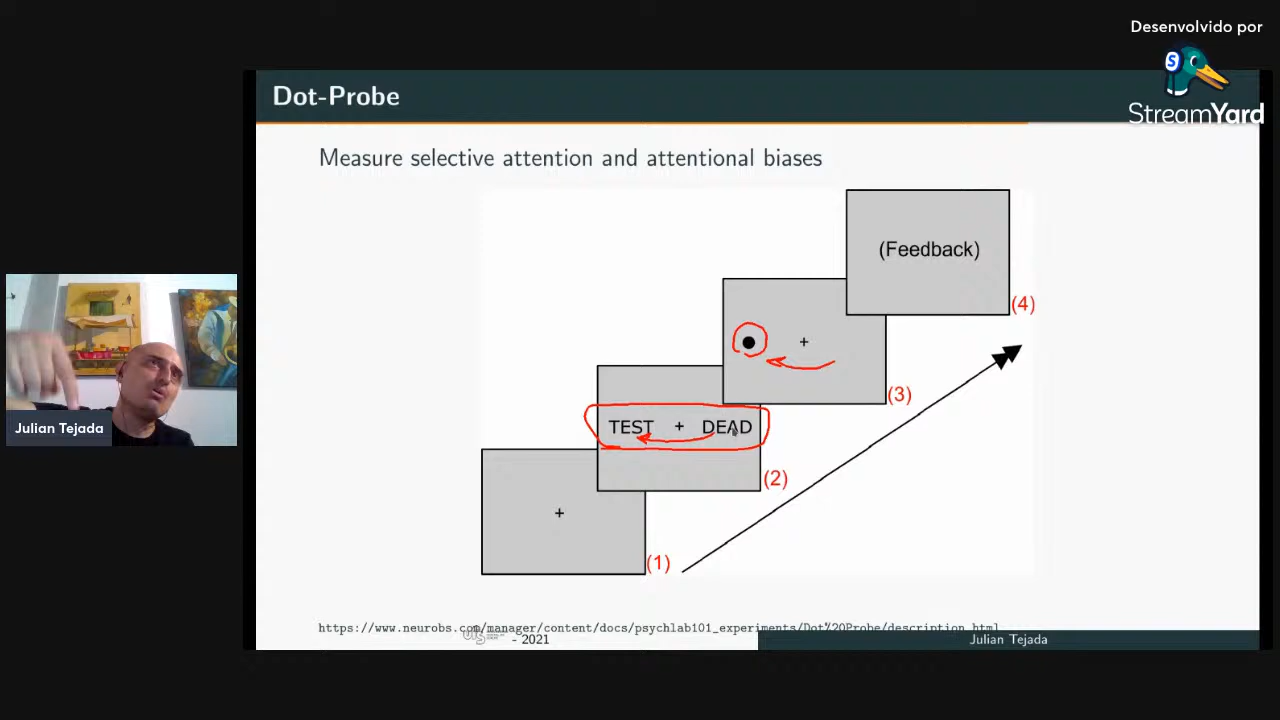 Desenvolvido por
StreamYard
Dot-Probe
Measure selective attention and attentional biases
(Feedback)
(4)
+
(3)
TEST + DEAD
(2)
+
(1)
Julian Tejada
https://www.neurobs.com/manager/content/docs/psychlab101_experiments/Dot%20Probe/description.html
- 2021
Julian Tejada